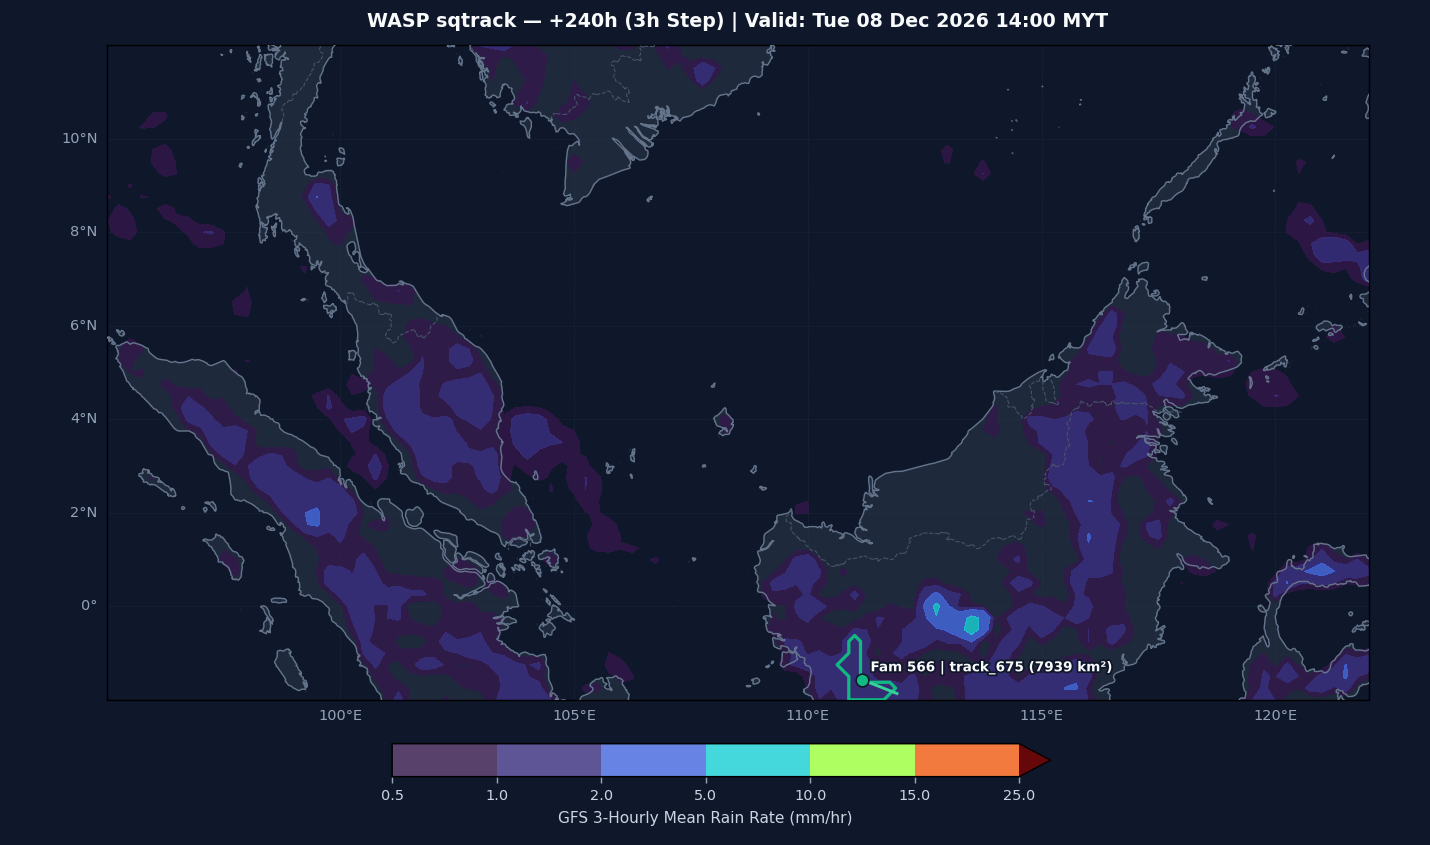 WASP sqtrack — +240h (3h Step) | Valid: Tue 08 Dec 2026 14:00 MYT
10°N
8°N
6°N
4°N
2°N
0°
Fam 566 | track_675 (7939 km²)
100°E 105°E 110°E 115°E 120°E
0.5 1.0 2.0 5.0 10.0 15.0 25.0
GFS 3-Hourly Mean Rain Rate (mm/hr)